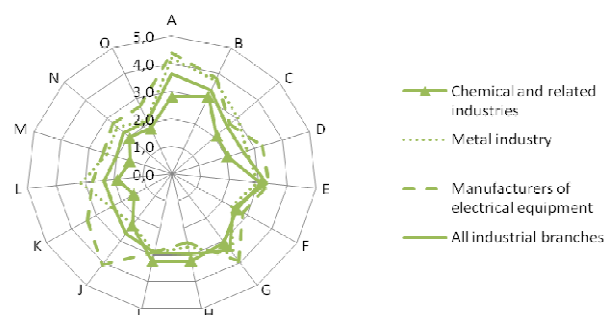 A
B
C
D
E
F
G
H
I
J
K
L
M
N
O
5,0
4,0
3,0
2,0
1,0
0,0
Chemical and related
industries
Metal industry
Manufacturers of
electrical equipment
All industrial branches